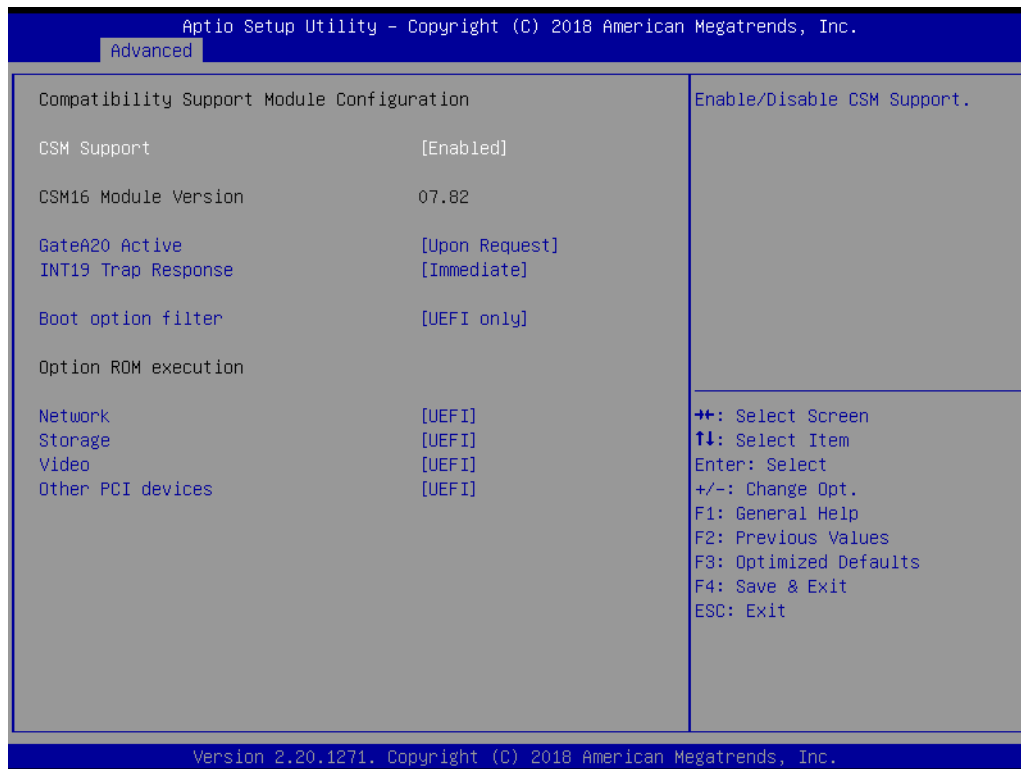 Aptio Setup Utility – Copyright (C) 2018 American Megatrends, Inc.
Advanced
Compatibility Support Module Configuration
CSM Support [Enabled]
CSM16 Module Version 07.82
GateA20 Active [Upon Request]
INT19 Trap Response [Immediate]
Boot option filter [UEFI only]
Option ROM execution
Network [UEFI]
Storage [UEFI]
Video [UEFI]
Other PCI devices [UEFI]
Enable/Disable CSM Support.
→←: Select Screen
↑↓: Select Item
Enter: Select
+/-: Change Opt.
F1: General Help
F2: Previous Values
F3: Optimized Defaults
F4: Save & Exit
ESC: Exit
Version 2.20.1271. Copyright (C) 2018 American Megatrends, Inc.